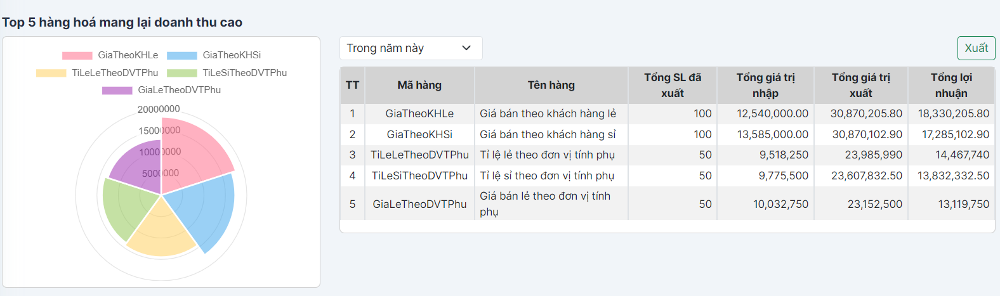 Top 5 hàng hoá mang lại doanh thu cao
GiaTheoKHLe GiaTheoKHSi
TiLeLeTheoDVTPhu TiLeSiTheoDVTPhu
GiaLeTheoDVTPhu
20000000
15000000
10000000
5000000
Trong năm này
Xuất
TT Mã hàng Tên hàng Tổng SL đã xuất Tổng giá trị nhập Tổng giá trị xuất Tổng lợi nhuận
1 GiaTheoKHLe Giá bán theo khách hàng lẻ 100 12,540,000.00 30,870,205.80 18,330,205.80
2 GiaTheoKHSi Giá bán theo khách hàng sỉ 100 13,585,000.00 30,870,102.90 17,285,102.90
3 TiLeLeTheoDVTPhu Tỉ lệ lẻ theo đơn vị tính phụ 50 9,518,250 23,985,990 14,467,740
4 TiLeSiTheoDVTPhu Tỉ lệ sỉ theo đơn vị tính phụ 50 9,775,500 23,607,832.50 13,832,332.50
5 GiaLeTheoDVTPhu Giá bán lẻ theo đơn vị tính phụ 50 10,032,750 23,152,500 13,119,750